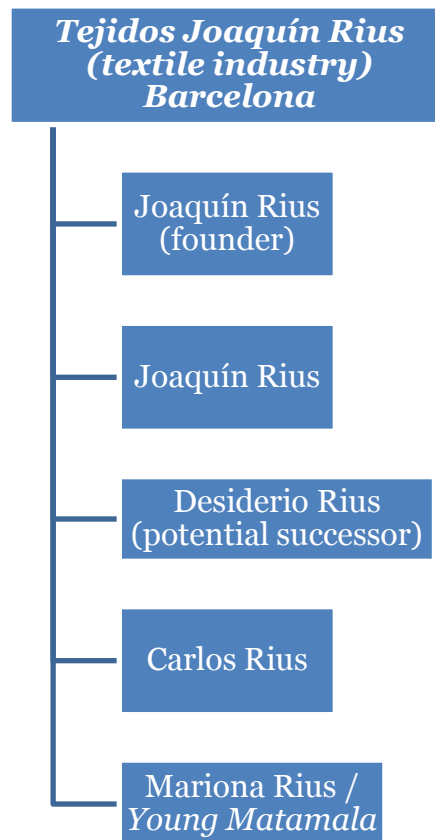 Tejidos Joaquín Rius
(textile industry)
Barcelona
Joaquín Rius
(founder)
Joaquín Rius
Desiderio Rius
(potential successor)
Carlos Rius
Mariona Rius /
Young Matamala